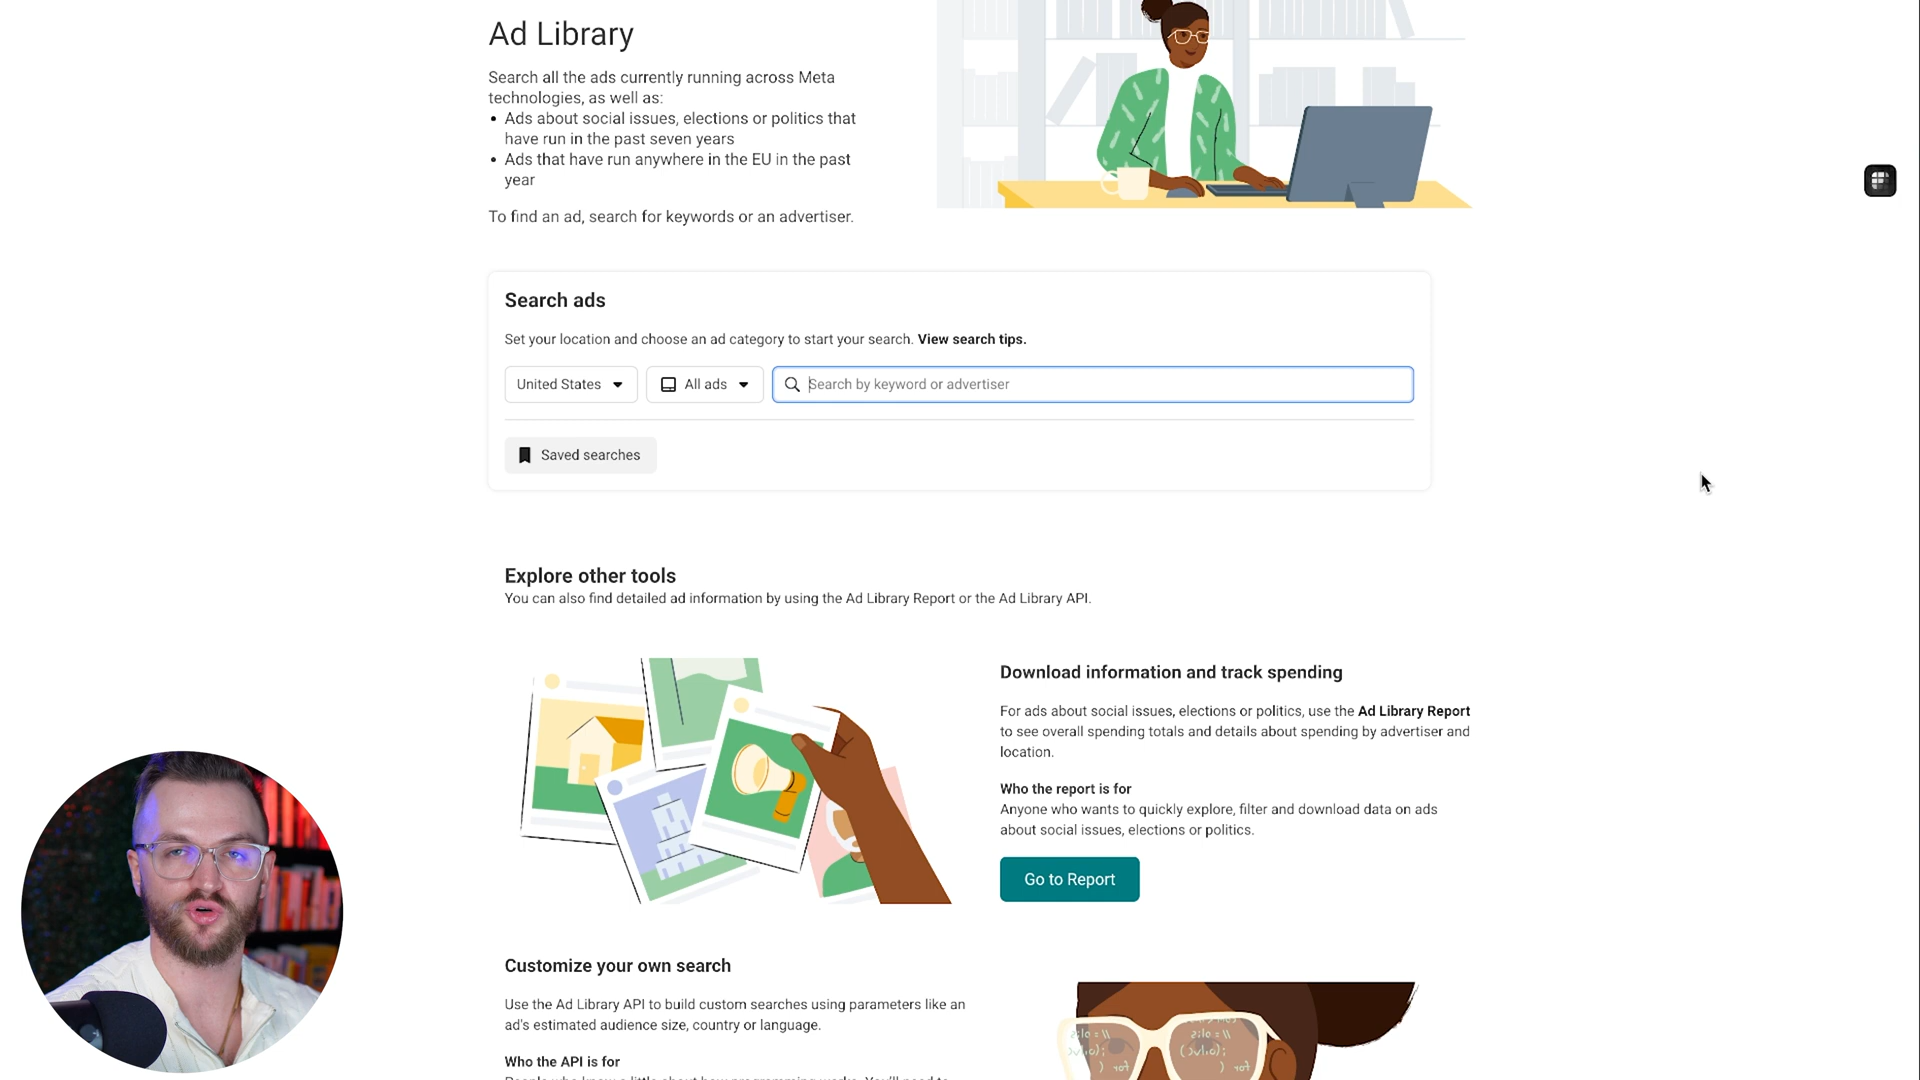 Ad Library
Search all the ads currently running across Meta
technologies, as well as:
• Ads about social issues, elections or politics that
have run in the past seven years
• Ads that have run anywhere in the EU in the past
year
To find an ad, search for keywords or an advertiser.
Search ads
Set your location and choose an ad category to start your search. View search tips.
United States
All ads
Search by keyword or advertiser
Saved searches
Explore other tools
You can also find detailed ad information by using the Ad Library Report or the Ad Library API.
Download information and track spending
For ads about social issues, elections or politics, use the Ad Library Report
to see overall spending totals and details about spending by advertiser and
location.
Who the report is for
Anyone who wants to quickly explore, filter and download data on ads
about social issues, elections or politics.
Go to Report
Customize your own search
Use the Ad Library API to build custom searches using parameters like an
ad's estimated audience size, country or language.
Who the API is for